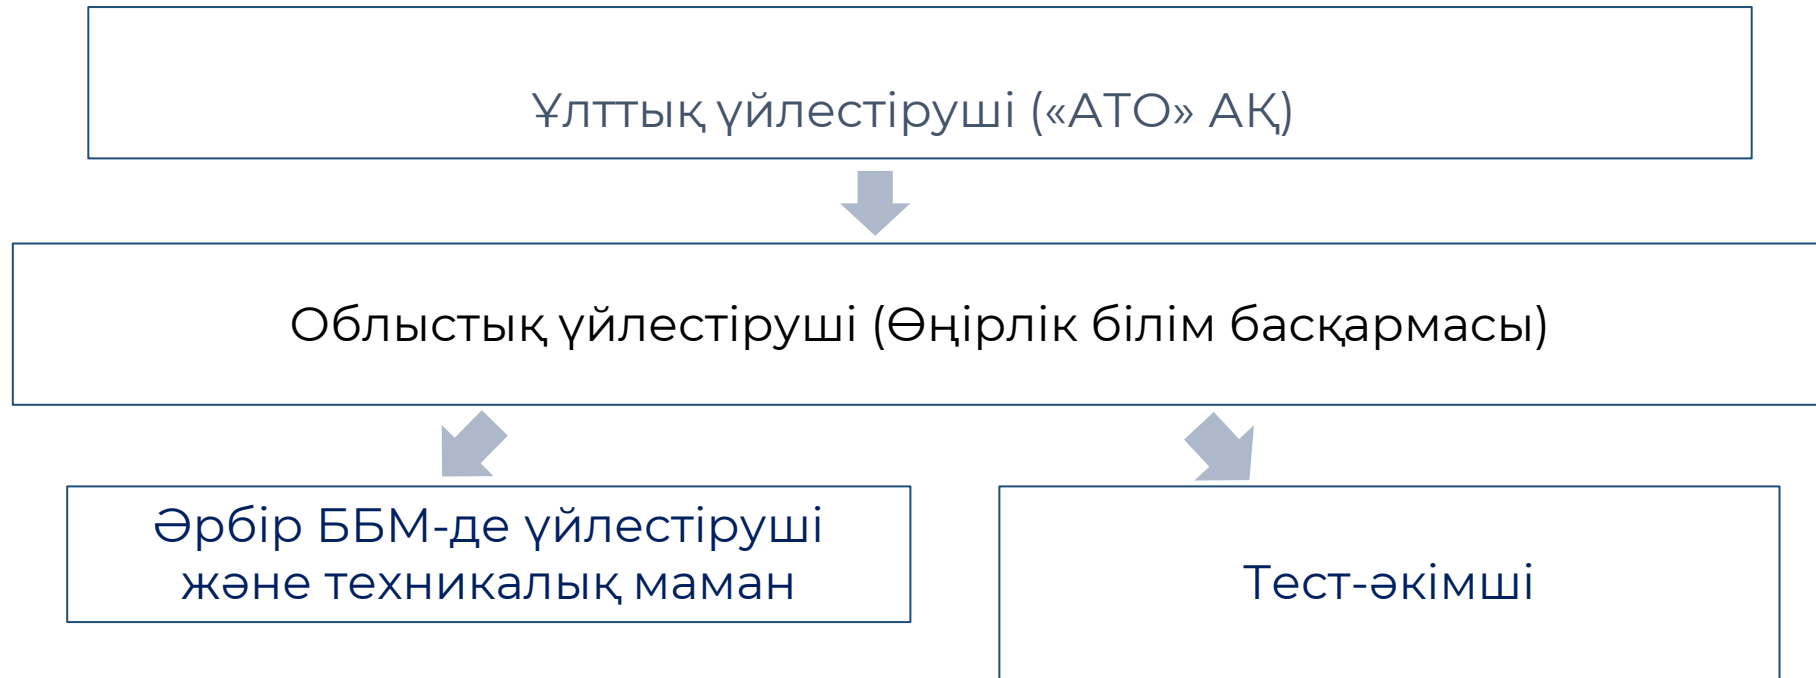 Ұлттық үйлестіруші («АТО» АҚ)
Облыстық үйлестіруші (Өңірлік білім басқармасы)
Әрбір ББМ-де үйлестіруші
және техникалық маман
Тест-әкімші